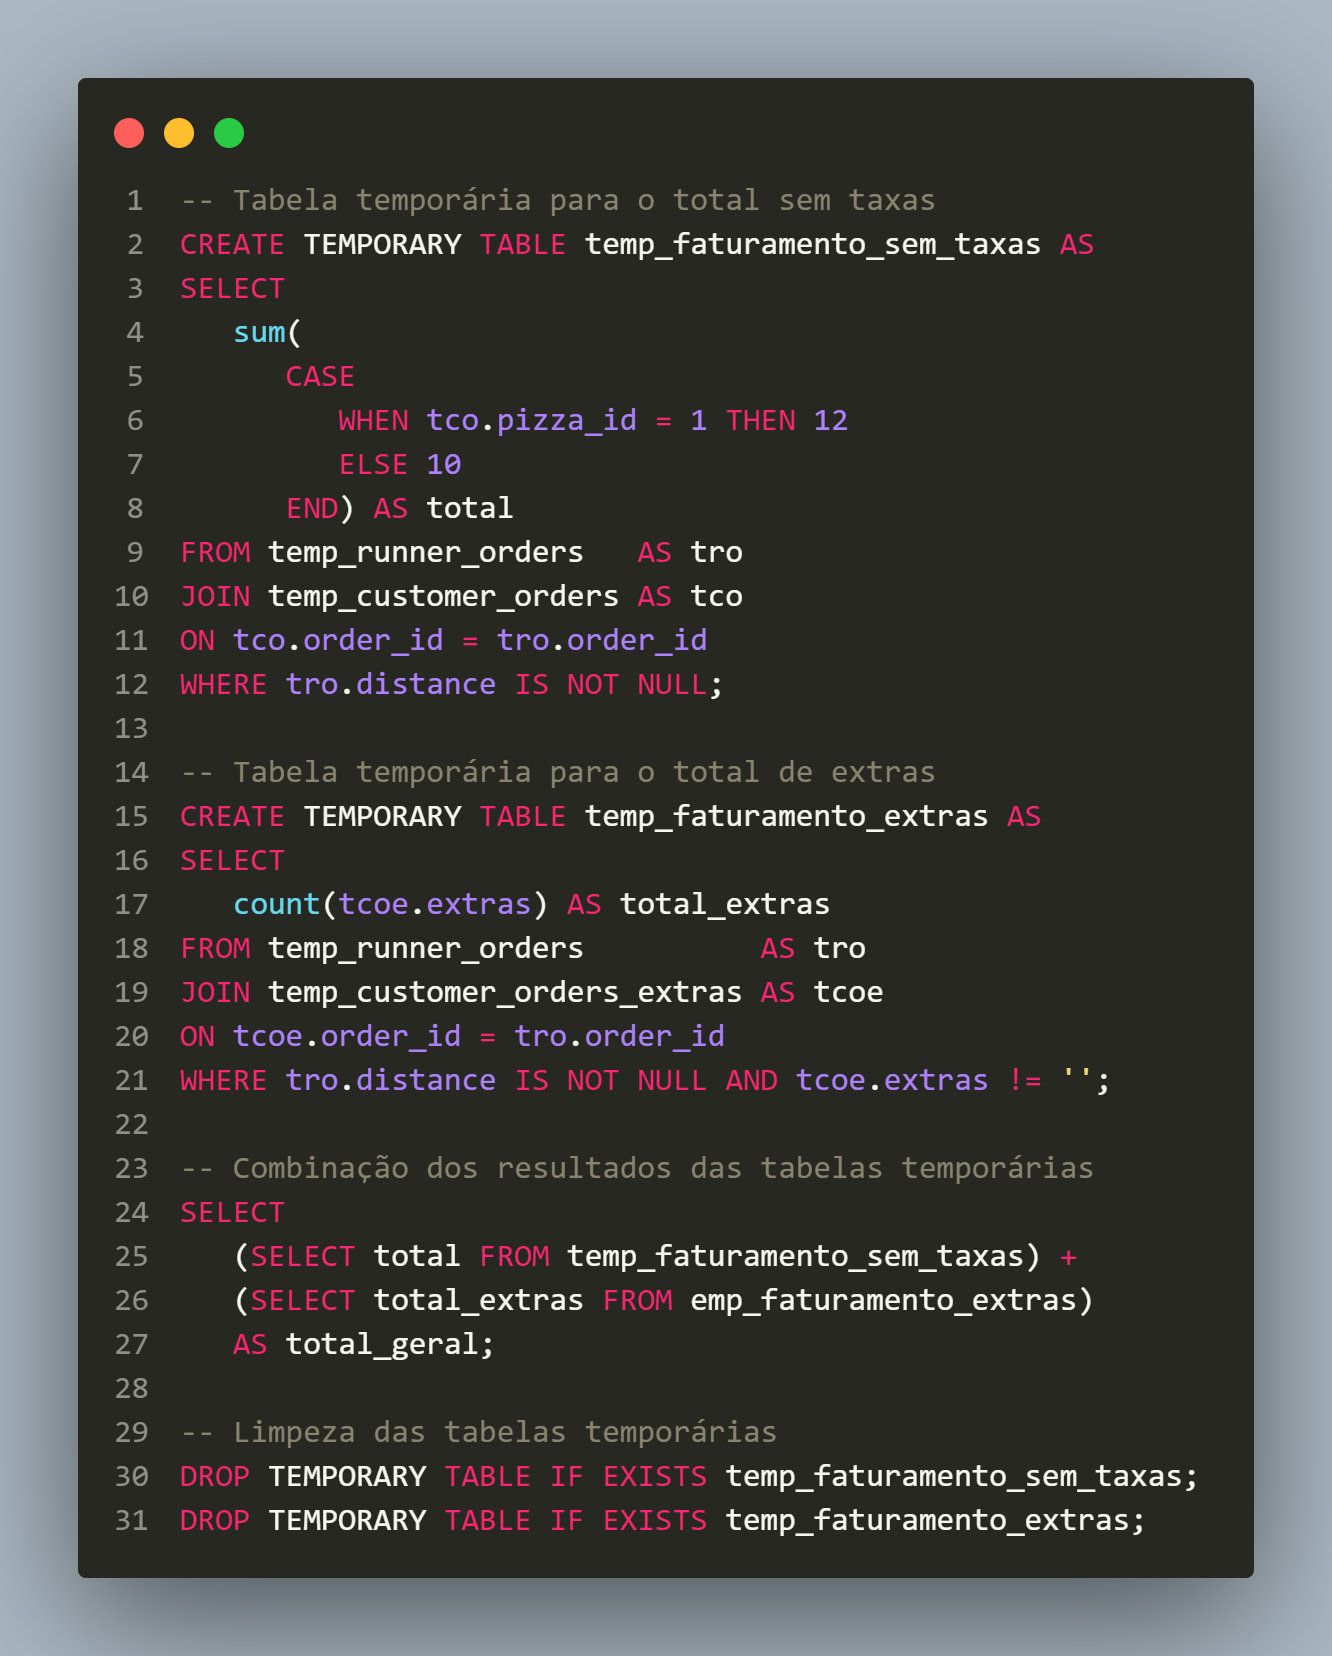 1 -- Tabela temporária para o total sem taxas
2 CREATE TEMPORARY TABLE temp_faturamento_sem_taxas AS
3 SELECT
4    sum(
5       CASE
6          WHEN tco.pizza_id = 1 THEN 12
7          ELSE 10
8       END) AS total
9 FROM temp_runner_orders   AS tro
10 JOIN temp_customer_orders AS tco
11 ON tco.order_id = tro.order_id
12 WHERE tro.distance IS NOT NULL;
13
14 -- Tabela temporária para o total de extras
15 CREATE TEMPORARY TABLE temp_faturamento_extras AS
16 SELECT
17    count(tcoe.extras) AS total_extras
18 FROM temp_runner_orders          AS tro
19 JOIN temp_customer_orders_extras AS tcoe
20 ON tcoe.order_id = tro.order_id
21 WHERE tro.distance IS NOT NULL AND tcoe.extras != '';
22
23 -- Combinação dos resultados das tabelas temporárias
24 SELECT
25    (SELECT total FROM temp_faturamento_sem_taxas) +
26    (SELECT total_extras FROM emp_faturamento_extras)
27    AS total_geral;
28
29 -- Limpeza das tabelas temporárias
30 DROP TEMPORARY TABLE IF EXISTS temp_faturamento_sem_taxas;
31 DROP TEMPORARY TABLE IF EXISTS temp_faturamento_extras;